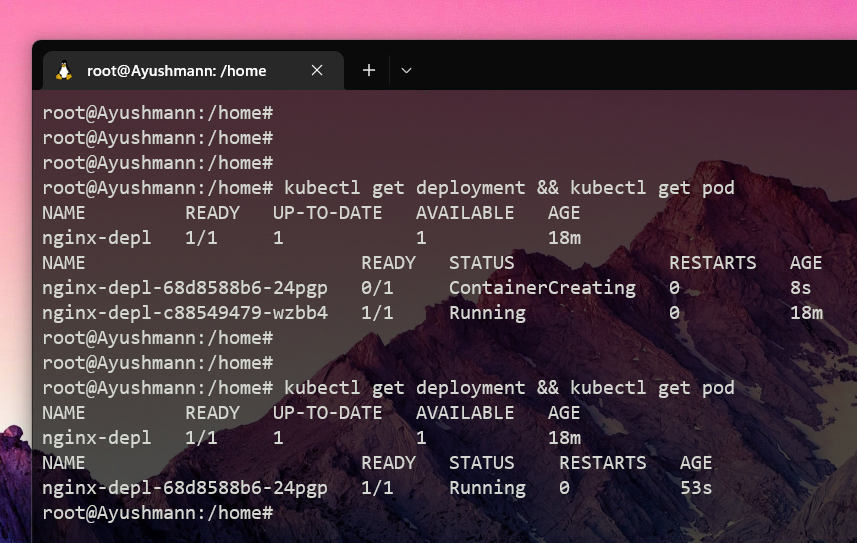 root@Ayushmann: /home
root@Ayushmann:/home#
root@Ayushmann:/home#
root@Ayushmann:/home#
root@Ayushmann:/home# kubectl get deployment && kubectl get pod
NAME         READY   UP-TO-DATE   AVAILABLE   AGE
nginx-depl   1/1     1            1           18m
NAME                         READY   STATUS              RESTARTS   AGE
nginx-depl-68d8588b6-24pgp   0/1     ContainerCreating   0          8s
nginx-depl-c88549479-wzbb4   1/1     Running             0          18m
root@Ayushmann:/home#
root@Ayushmann:/home#
root@Ayushmann:/home# kubectl get deployment && kubectl get pod
NAME         READY   UP-TO-DATE   AVAILABLE   AGE
nginx-depl   1/1     1            1           18m
NAME                         READY   STATUS    RESTARTS   AGE
nginx-depl-68d8588b6-24pgp   1/1     Running   0          53s
root@Ayushmann:/home#